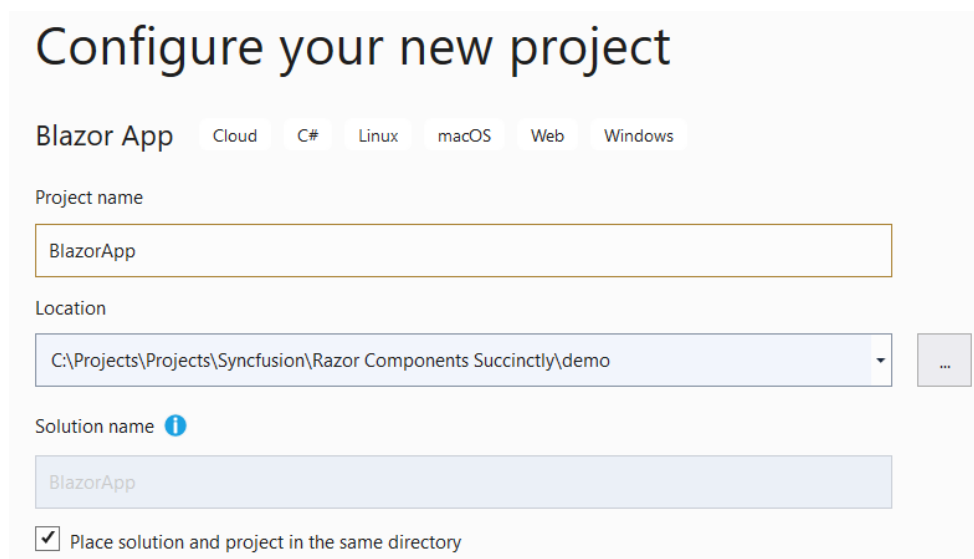 Configure your new project
Blazor App Cloud C# Linux macOS Web Windows
Project name
BlazorApp
Location
C:\Projects\Projects\Syncfusion\Razor Components Succinctly\demo
...
Solution name
BlazorApp
Place solution and project in the same directory